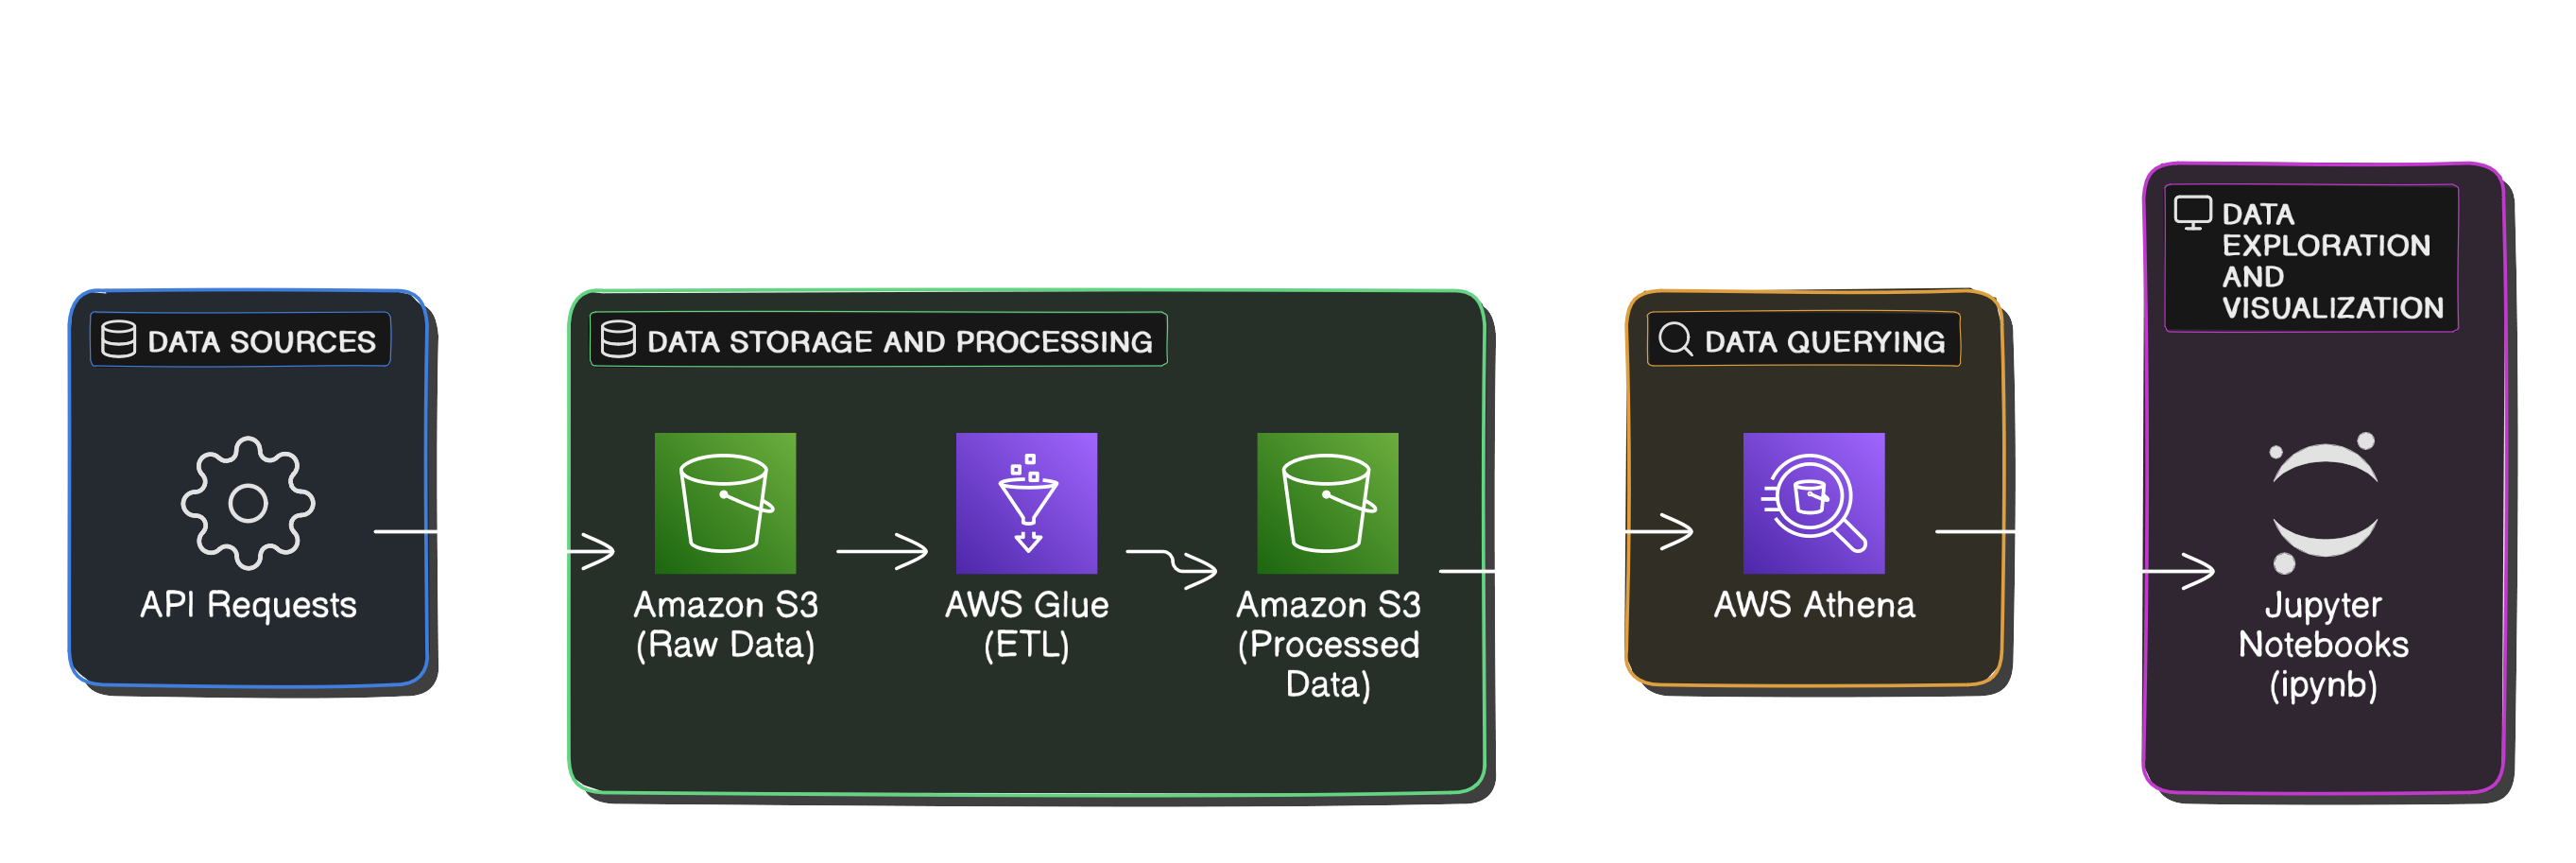 DATA SOURCES
API Requests
DATA STORAGE AND PROCESSING
Amazon S3
(Raw Data)
AWS Glue
(ETL)
Amazon S3
(Processed
Data)
DATA QUERYING
AWS Athena
DATA
EXPLORATION
AND
VISUALIZATION
Jupyter
Notebooks
(ipynb)